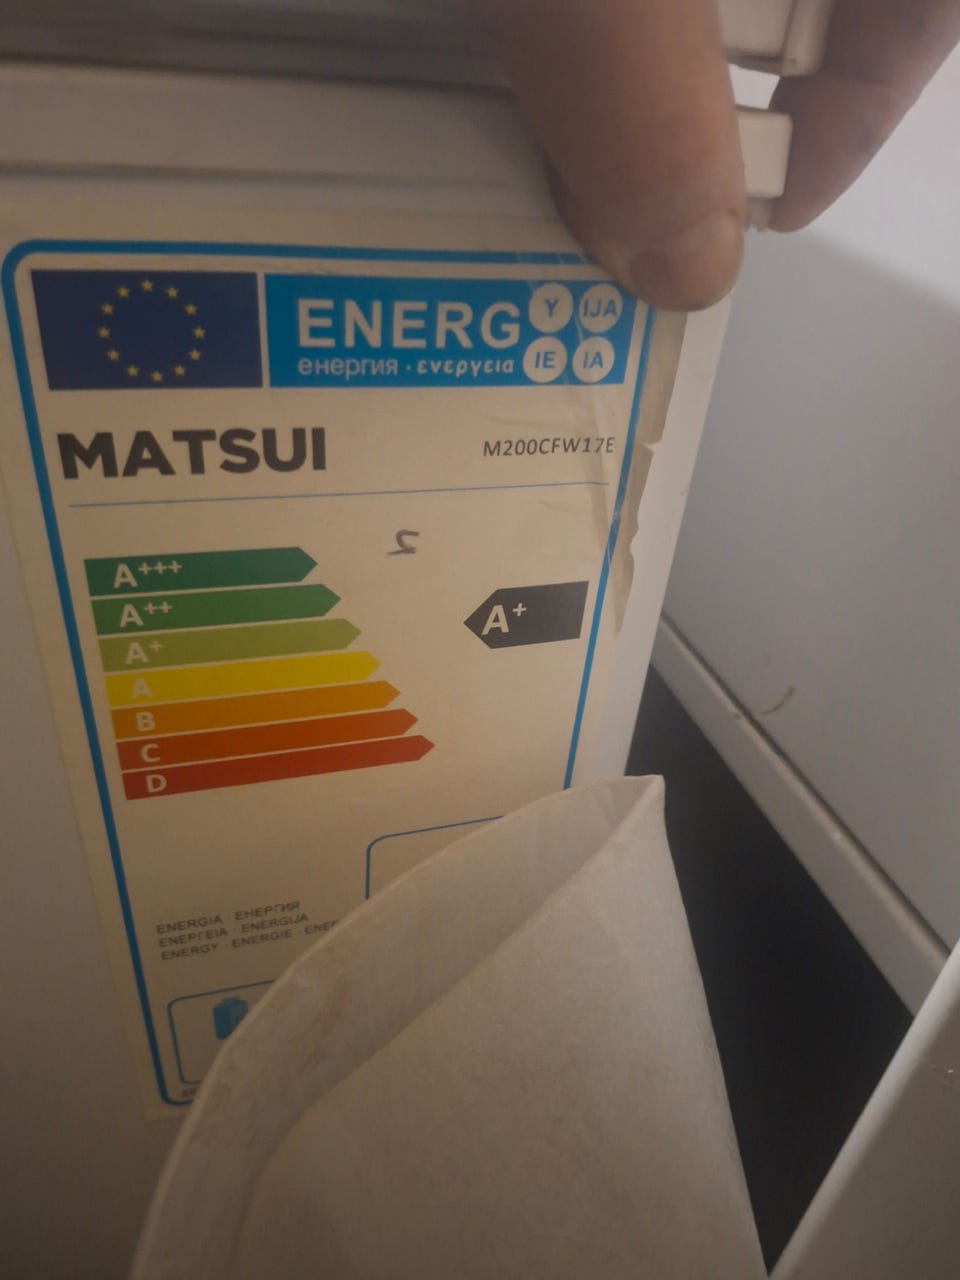 ENERG Y IJA
енергия · ενεργεια IE IA
MATSUI M200CFW17E
A+++
A++
A+
A+
A
B
C
D
ENERGIA · ЕНЕРГИЯ
ΕΝΕΡΓΕΙΑ · ENERGIJA
ENERGY · ENERGIE